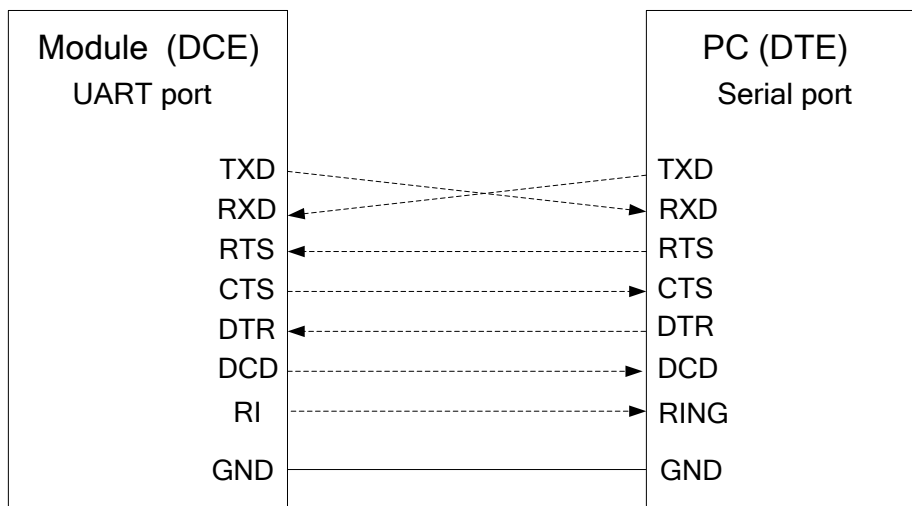 Module (DCE)
UART port
TXD
RXD
RTS
CTS
DTR
DCD
RI
GND
PC (DTE)
Serial port
TXD
RXD
RTS
CTS
DTR
DCD
RING
GND